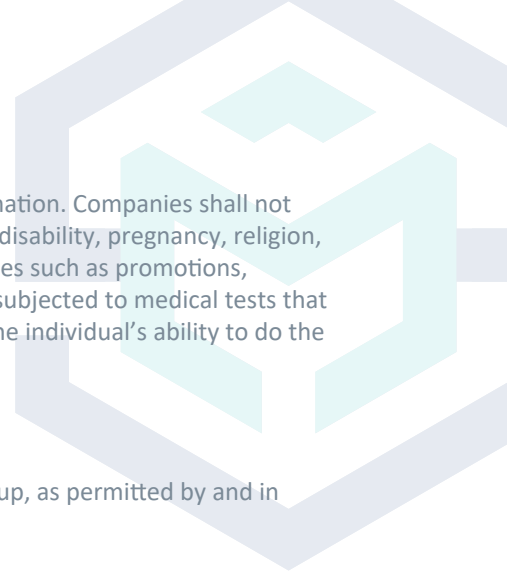 nation. Companies shall not
disability, pregnancy, religion,
es such as promotions,
subjected to medical tests that
ne individual’s ability to do the
up, as permitted by and in